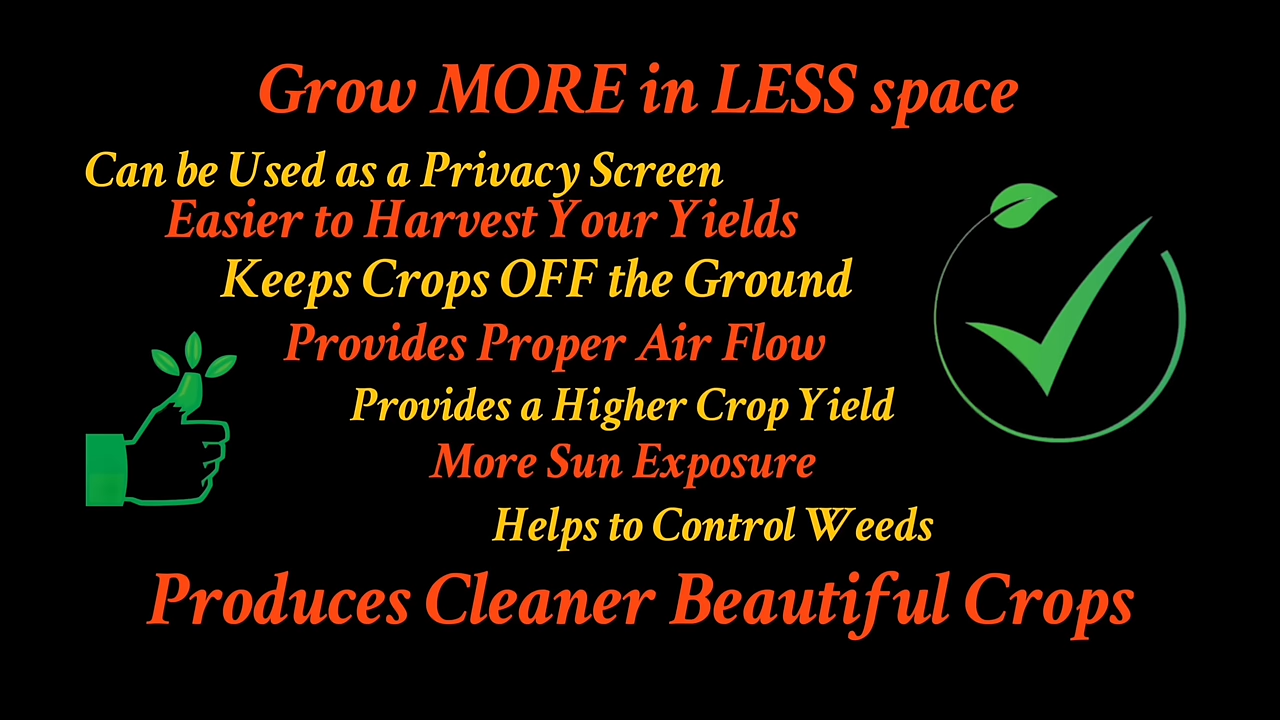 Grow MORE in LESS space
Can be Used as a Privacy Screen
Easier to Harvest Your Yields
Keeps Crops OFF the Ground
Provides Proper Air Flow
Provides a Higher Crop Yield
More Sun Exposure
Helps to Control Weeds
Produces Cleaner Beautiful Crops